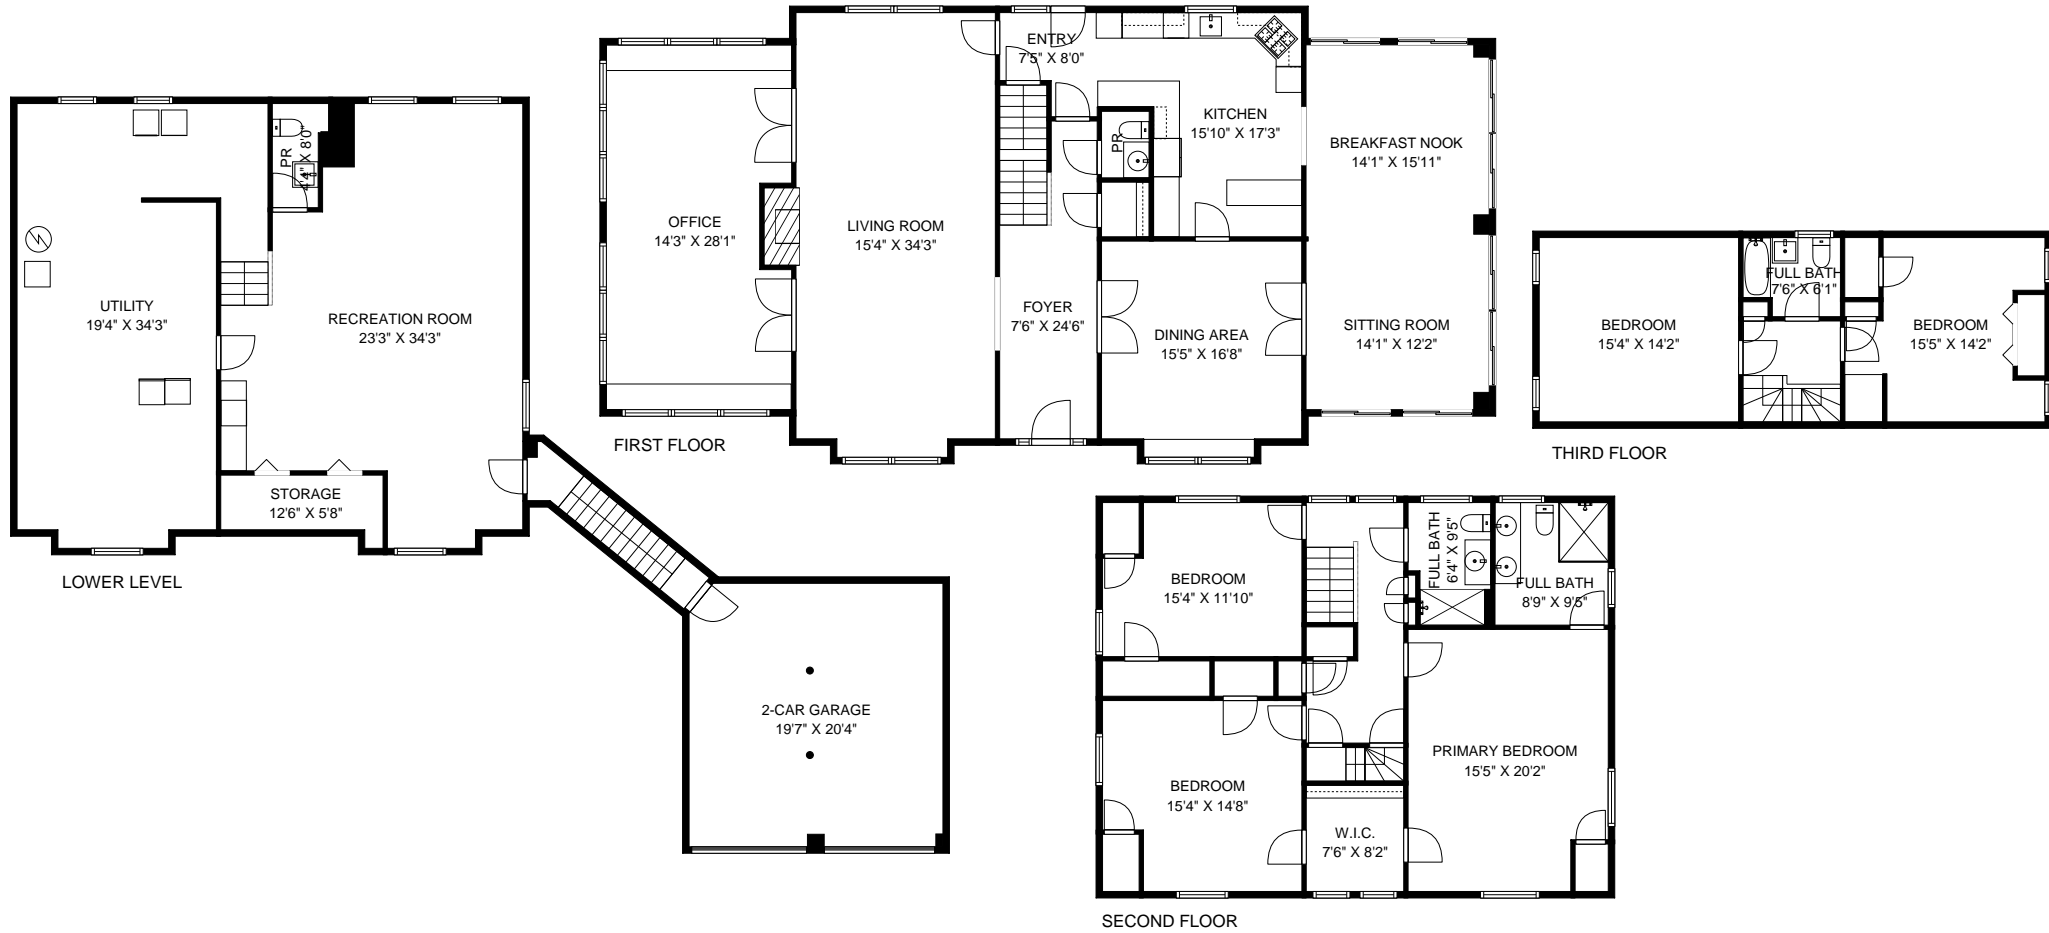 UTILITY
19'4" X 34'3"
PR
4'4" X 8'0"
RECREATION ROOM
23'3" X 34'3"
STORAGE
12'6" X 5'8"
LOWER LEVEL
2-CAR GARAGE
19'7" X 20'4"
OFFICE
14'3" X 28'1"
LIVING ROOM
15'4" X 34'3"
ENTRY
7'5" X 8'0"
KITCHEN
15'10" X 17'3"
PR
BREAKFAST NOOK
14'1" X 15'11"
FOYER
7'6" X 24'6"
DINING AREA
15'5" X 16'8"
SITTING ROOM
14'1" X 12'2"
FIRST FLOOR
BEDROOM
15'4" X 14'2"
FULL BATH
7'6" X 6'1"
BEDROOM
15'5" X 14'2"
THIRD FLOOR
BEDROOM
15'4" X 11'10"
FULL BATH
6'4" X 9'5"
FULL BATH
8'9" X 9'5"
BEDROOM
15'4" X 14'8"
PRIMARY BEDROOM
15'5" X 20'2"
W.I.C.
7'6" X 8'2"
SECOND FLOOR